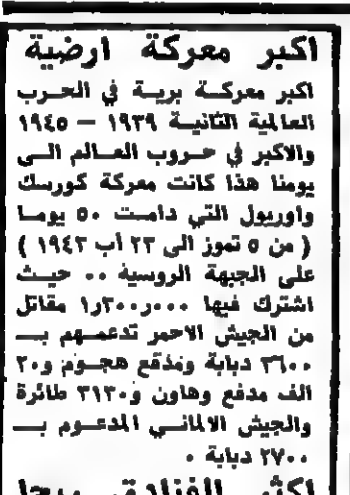 اكبر معركة ارضية
اكبر معركة برية في الحرب
العالمية الثانية ١٩٣٩ – ١٩٤٥
والاكبر في حروب العالم الى
يومنا هذا كانت معركة كورسك
واوريول التي دامت ٥٠ يوما
( من ٥ تموز الى ٢٣ أب ١٩٤٣ )
على الجبهة الروسية .. حيث
اشترك فيها ١٫٣٠٠٫٠٠٠ مقاتل
من الجيش الاحمر تدعمهم بـ
٣٦٠٠ دبابة ومدفع هجوم و٢٠
الف مدفع وهاون و٣١٣٠ طائرة
والجيش الالماني المدعوم بـ
٢٧٠٠ دبابة .